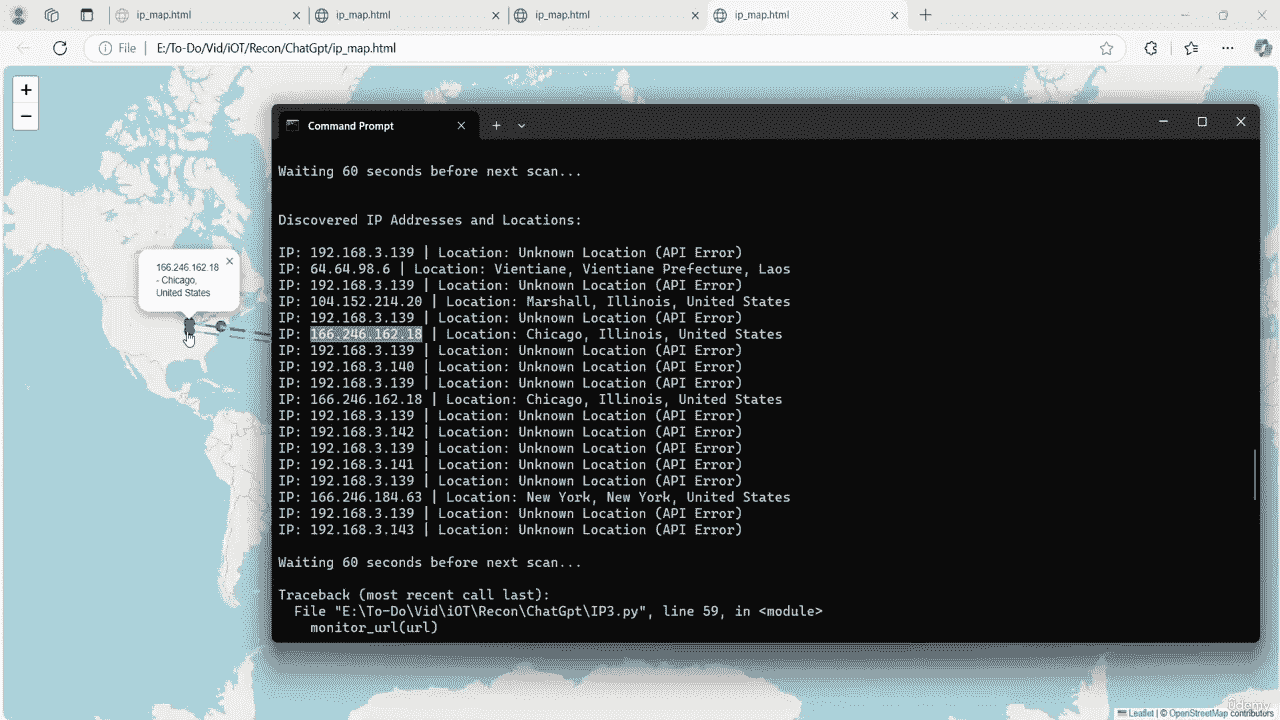 ip_map.html
ip_map.html
ip_map.html
ip_map.html
File
E:/To-Do/Vid/iOT/Recon/ChatGpt/ip_map.html
+
−
166.246.162.18
- Chicago,
United States
Command Prompt
Waiting 60 seconds before next scan...
Discovered IP Addresses and Locations:
IP: 192.168.3.139 | Location: Unknown Location (API Error)
IP: 64.64.98.6 | Location: Vientiane, Vientiane Prefecture, Laos
IP: 192.168.3.139 | Location: Unknown Location (API Error)
IP: 104.152.214.20 | Location: Marshall, Illinois, United States
IP: 192.168.3.139 | Location: Unknown Location (API Error)
IP: 166.246.162.18 | Location: Chicago, Illinois, United States
IP: 192.168.3.139 | Location: Unknown Location (API Error)
IP: 192.168.3.140 | Location: Unknown Location (API Error)
IP: 192.168.3.139 | Location: Unknown Location (API Error)
IP: 166.246.162.18 | Location: Chicago, Illinois, United States
IP: 192.168.3.139 | Location: Unknown Location (API Error)
IP: 192.168.3.142 | Location: Unknown Location (API Error)
IP: 192.168.3.139 | Location: Unknown Location (API Error)
IP: 192.168.3.141 | Location: Unknown Location (API Error)
IP: 192.168.3.139 | Location: Unknown Location (API Error)
IP: 166.246.184.63 | Location: New York, New York, United States
IP: 192.168.3.139 | Location: Unknown Location (API Error)
IP: 192.168.3.143 | Location: Unknown Location (API Error)
Waiting 60 seconds before next scan...
Traceback (most recent call last):
File "E:\To-Do\Vid\iOT\Recon\ChatGpt\IP3.py", line 59, in <module>
monitor_url(url)
Udemy
Leaflet | © OpenStreetMap contributors